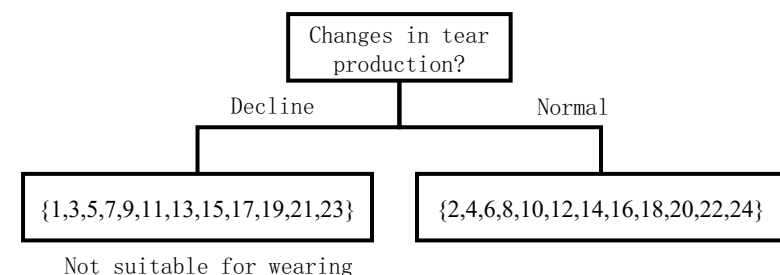 Changes in tear
production?
Decline
Normal
{1,3,5,7,9,11,13,15,17,19,21,23}
{2,4,6,8,10,12,14,16,18,20,22,24}
Not suitable for wearing